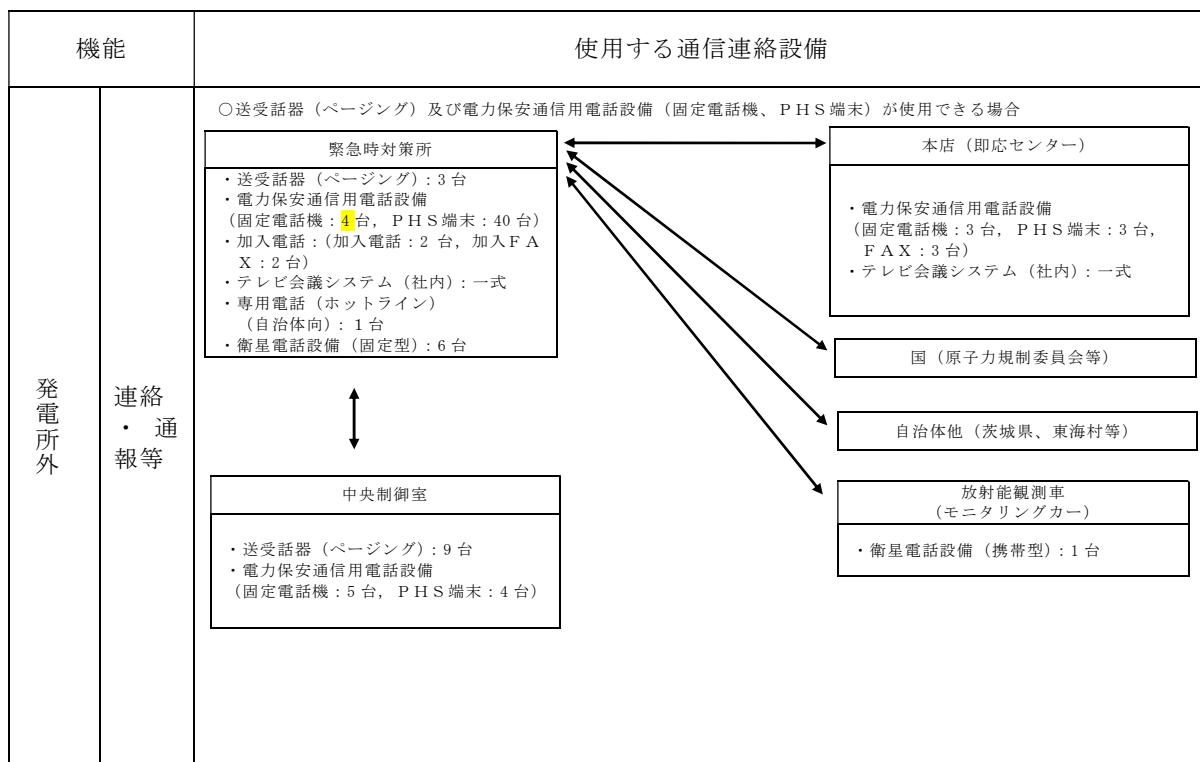 機能
使用する通信連絡設備
発電所外
連絡
・ 通
報等
○送受話器（ページング）及び電力保安通信用電話設備（固定電話機、ＰＨＳ端末）が使用できる場合
緊急時対策所
・送受話器（ページング）：3 台
・電力保安通信用電話設備
（固定電話機：4 台，ＰＨＳ端末：40 台）
・加入電話：（加入電話：2 台，加入ＦＡ
Ｘ：2 台）
・テレビ会議システム（社内）：一式
・専用電話（ホットライン）
（自治体向）：1 台
・衛星電話設備（固定型）：6 台
中央制御室
・送受話器（ページング）：9 台
・電力保安通信用電話設備
（固定電話機：5 台，ＰＨＳ端末：4 台）
本店（即応センター）
・電力保安通信用電話設備
（固定電話機：3 台，ＰＨＳ端末：3 台，
ＦＡＸ：3 台）
・テレビ会議システム（社内）：一式
国（原子力規制委員会等）
自治体他（茨城県、東海村等）
放射能観測車
（モニタリングカー）
・衛星電話設備（携帯型）：1 台